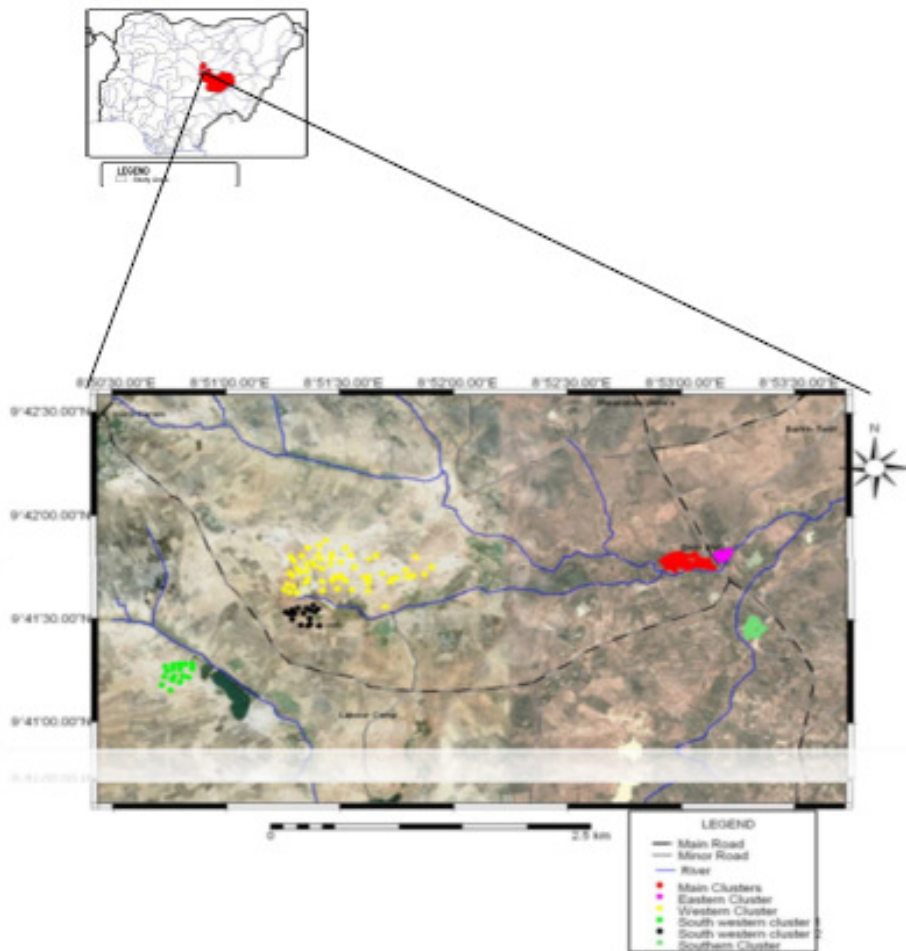 LEGEND
Study area
8°50'30.00"E 8°51'00.00"E 8°51'30.00"E 8°52'00.00"E 8°52'30.00"E 8°53'00.00"E 8°53'30.00"E
9°42'30.00"N
N
9°42'00.00"N
9°41'30.00"N
9°41'00.00"N
Labour Camp
0 2.5 km
LEGEND
Main Road
Minor Road
River
Main Clusters
Eastern Cluster
Western Cluster
South western cluster
South western cluster
Southern Cluster